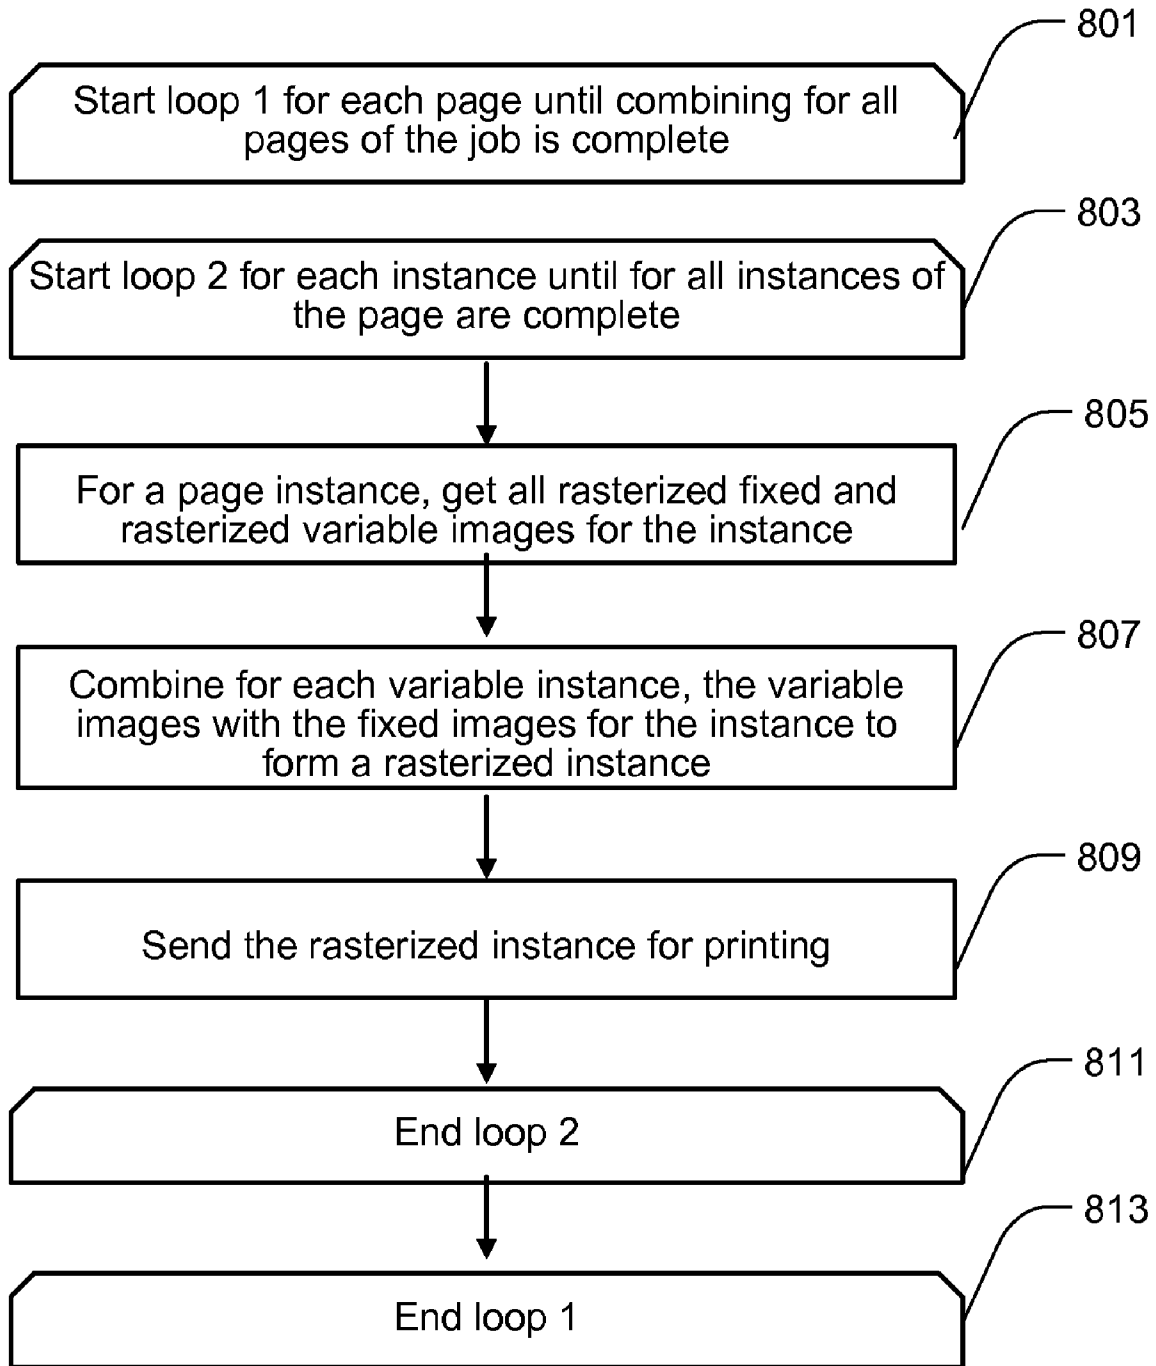 801
Start loop 1 for each page until combining for all
pages of the job is complete
803
Start loop 2 for each instance until for all instances of
the page are complete
805
For a page instance, get all rasterized fixed and
rasterized variable images for the instance
807
Combine for each variable instance, the variable
images with the fixed images for the instance to
form a rasterized instance
809
Send the rasterized instance for printing
811
End loop 2
813
End loop 1